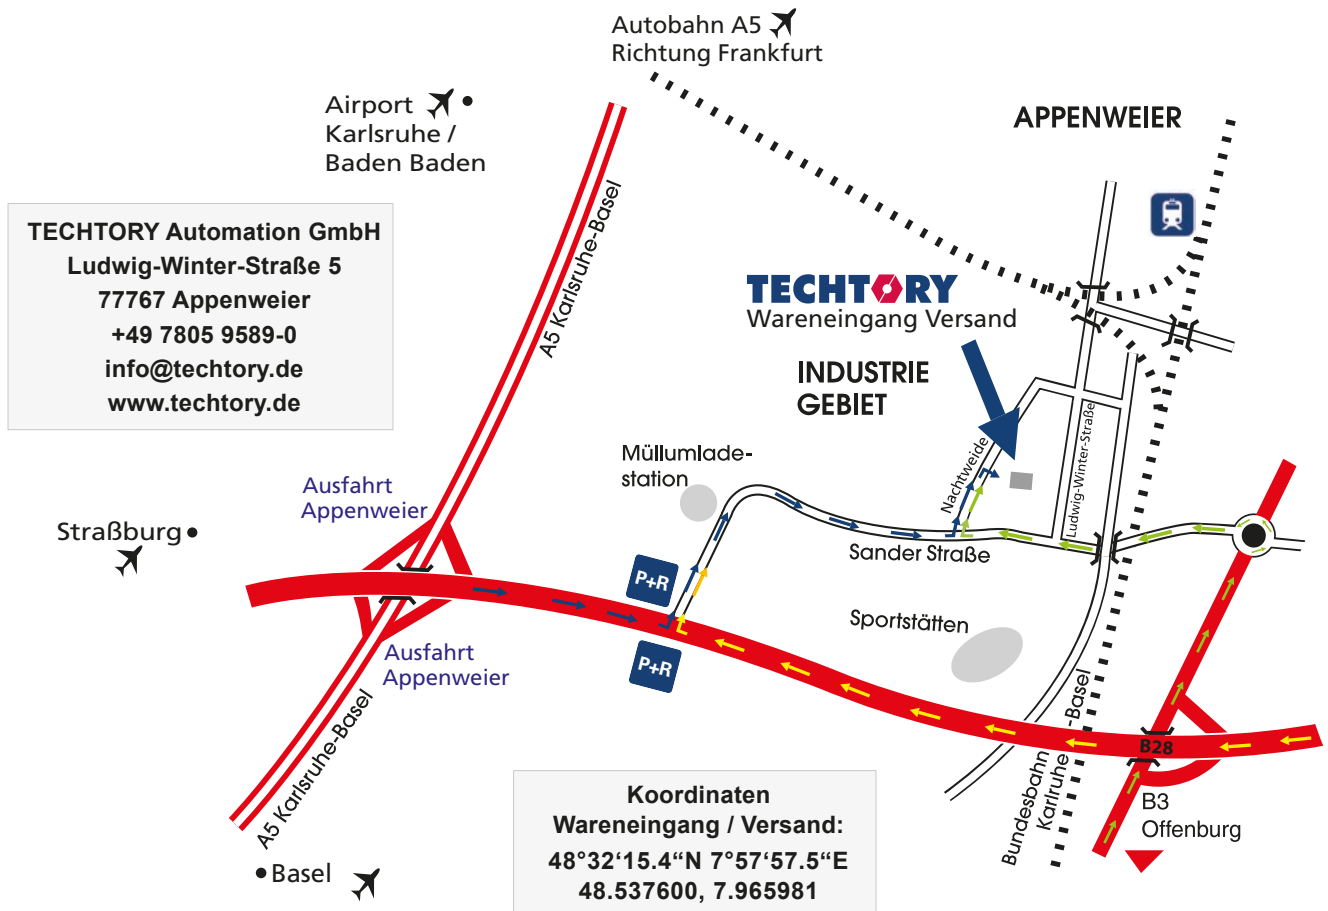 Autobahn A5
Richtung Frankfurt
Airport
Karlsruhe /
Baden Baden
APPENWEIER
TECHTORY Automation GmbH
Ludwig-Winter-Straße 5
77767 Appenweier
+49 7805 9589-0
info@techtory.de
www.techtory.de
A5 Karlsruhe-Basel
TECHTORY
Wareneingang Versand
INDUSTRIE
GEBIET
Müllumlade-
station
Nachtweide
Ludwig-Winter-Straße
Ausfahrt
Appenweier
Straßburg
Sander Straße
P+R
Sportstätten
P+R
Ausfahrt
Appenweier
A5 Karlsruhe-Basel
Bundesbahn
Karlruhe-Basel
B28
B3
Offenburg
Basel
Koordinaten
Wareneingang / Versand:
48°32‘15.4“N 7°57‘57.5“E
48.537600, 7.965981